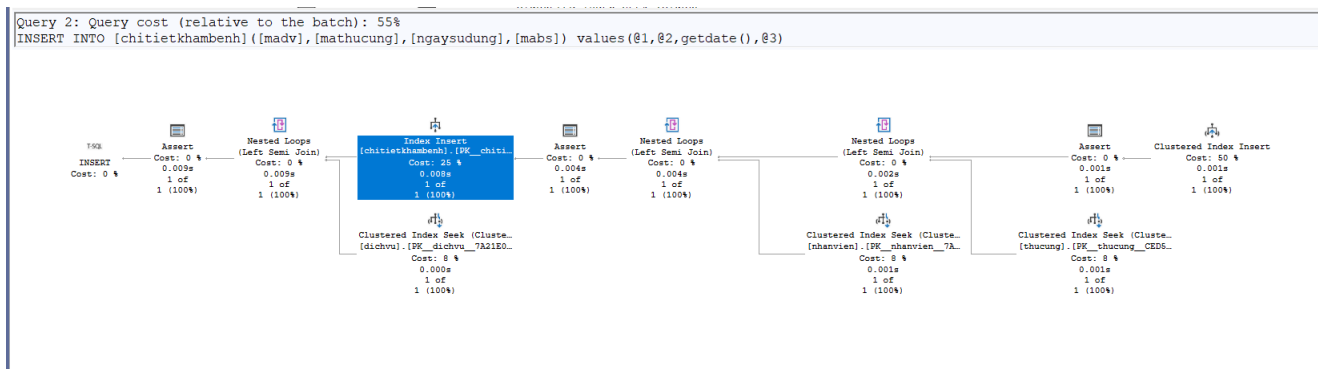 Query 2: Query cost (relative to the batch): 55%
INSERT INTO [chitietkhambenh]([madv],[mathucung],[ngaysudung],[mabs]) values(@1,@2,getdate(),@3)
T-SQL
INSERT
Cost: 0 %
Assert
Cost: 0 %
0.009s
1 of
1 (100%)
Nested Loops
(Left Semi Join)
Cost: 0 %
0.009s
1 of
1 (100%)
Index Insert
[chitietkhambenh].[PK__chiti…
Cost: 25 %
0.008s
1 of
1 (100%)
Assert
Cost: 0 %
0.004s
1 of
1 (100%)
Nested Loops
(Left Semi Join)
Cost: 0 %
0.004s
1 of
1 (100%)
Nested Loops
(Left Semi Join)
Cost: 0 %
0.002s
1 of
1 (100%)
Assert
Cost: 0 %
0.001s
1 of
1 (100%)
Clustered Index Insert
Cost: 50 %
0.001s
1 of
1 (100%)
Clustered Index Seek (Cluste…
[dichvu].[PK__dichvu__7A21E0…
Cost: 8 %
0.000s
1 of
1 (100%)
Clustered Index Seek (Cluste…
[nhanvien].[PK__nhanvien__7A…
Cost: 8 %
0.001s
1 of
1 (100%)
Clustered Index Seek (Cluste…
[thucung].[PK__thucung__CED5…
Cost: 8 %
0.001s
1 of
1 (100%)